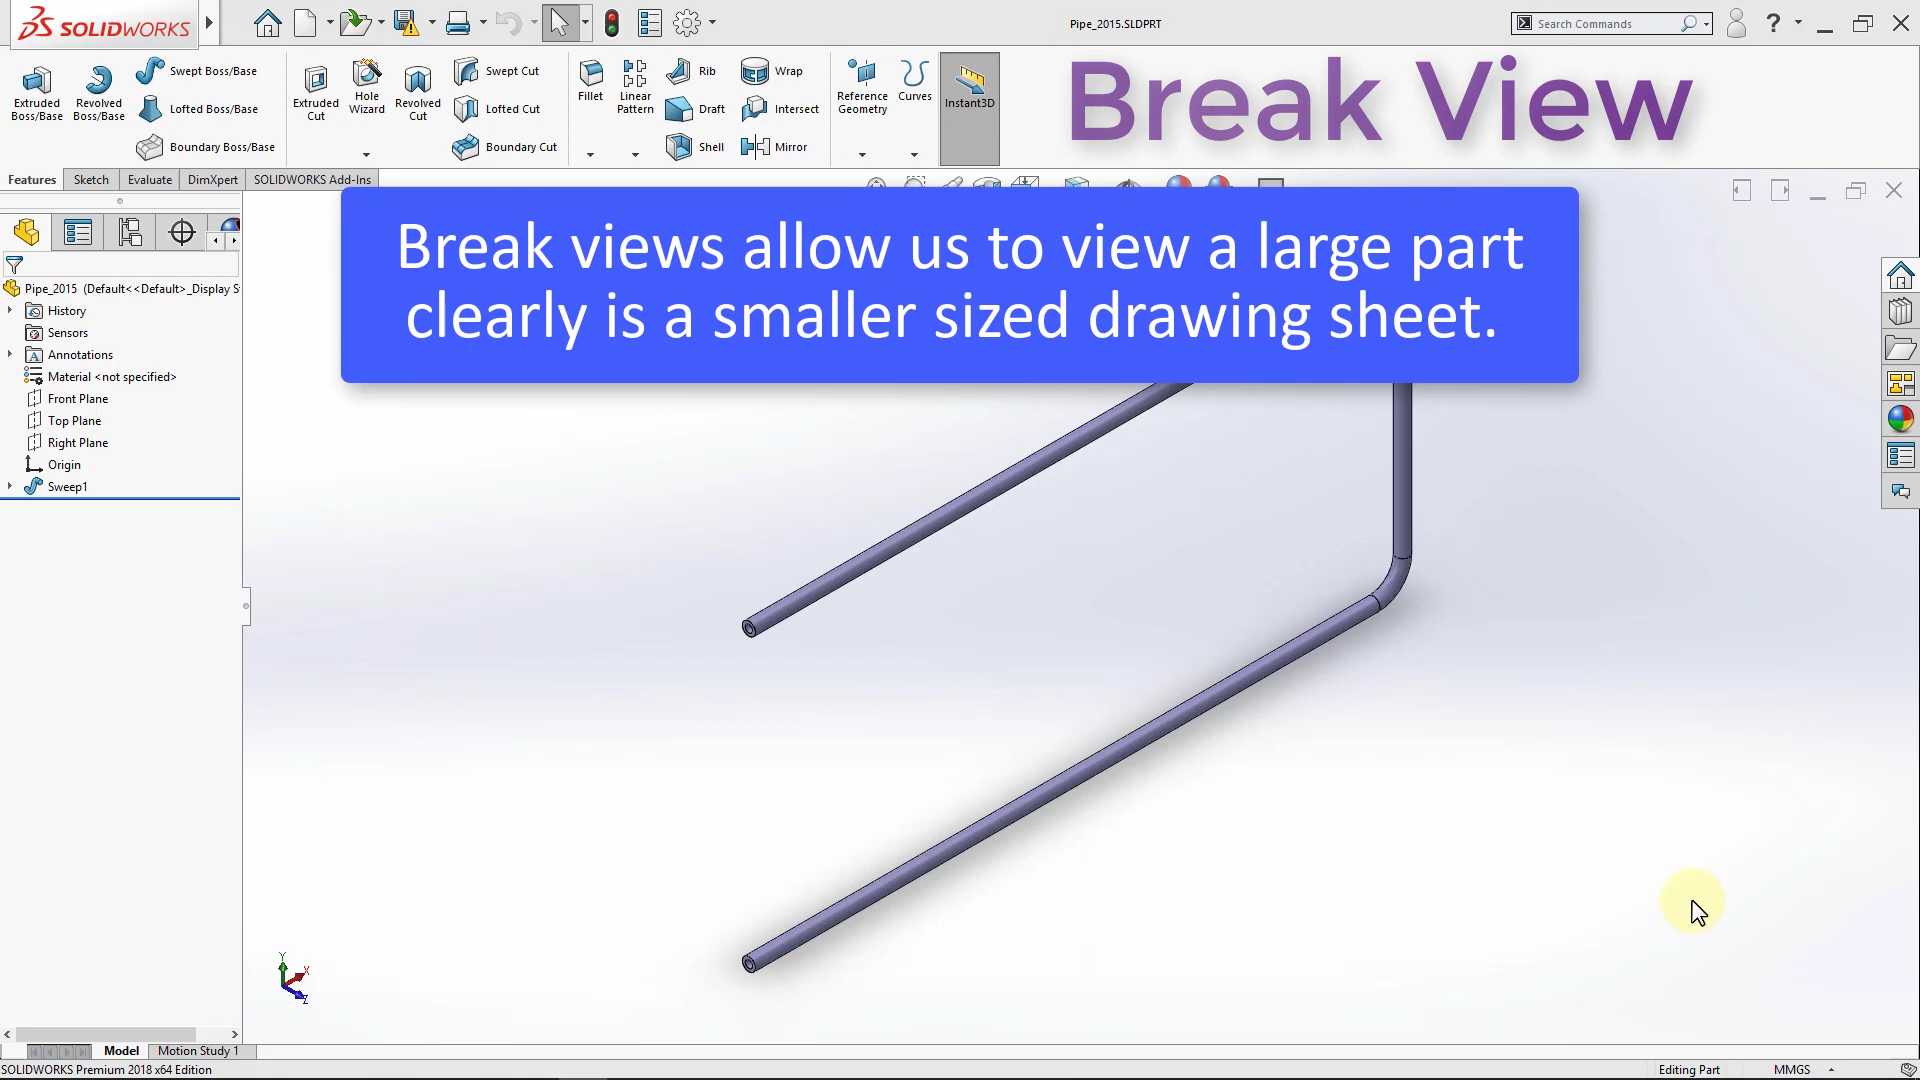 SOLIDWORKS
Pipe_2015.SLDPRT
Search Commands
?
Extruded Boss/Base
Revolved Boss/Base
Swept Boss/Base
Lofted Boss/Base
Boundary Boss/Base
Extruded Cut
Hole Wizard
Revolved Cut
Swept Cut
Lofted Cut
Boundary Cut
Fillet
Linear Pattern
Rib
Draft
Shell
Wrap
Intersect
Mirror
Reference Geometry
Curves
Instant3D
Break View
Features Sketch Evaluate DimXpert SOLIDWORKS Add-Ins
Break views allow us to view a large part
clearly is a smaller sized drawing sheet.
Pipe_2015 (Default<<Default>_Display S
History
Sensors
Annotations
Material <not specified>
Front Plane
Top Plane
Right Plane
Origin
Sweep1
Y
X
Z
Model Motion Study 1
SOLIDWORKS Premium 2018 x64 Edition
Editing Part
MMGS